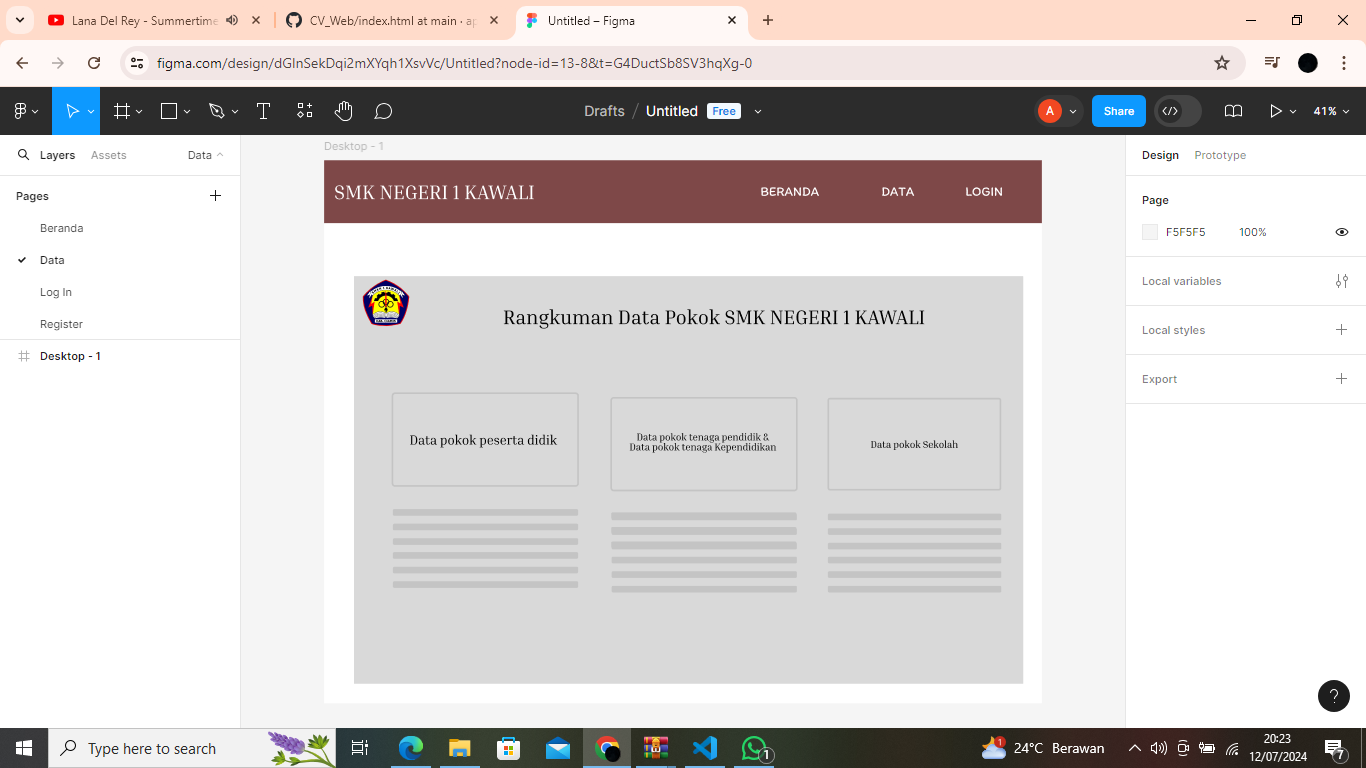 Lana Del Rey - Summertime
CV_Web/index.html at main · ap
Untitled – Figma
figma.com/design/dGlnSekDqi2mXYqh1XsvVc/Untitled?node-id=13-8&t=G4DuctSb8SV3hqXg-0
Drafts / Untitled Free
A
Share
41%
Layers Assets Data
Pages
Beranda
Data
Log In
Register
Desktop - 1
Desktop - 1
SMK NEGERI 1 KAWALI
BERANDA DATA LOGIN
Rangkuman Data Pokok SMK NEGERI 1 KAWALI
Data pokok peserta didik
Data pokok tenaga pendidik &
Data pokok tenaga Kependidikan
Data pokok Sekolah
Design Prototype
Page
F5F5F5 100%
Local variables
Local styles
Export
?
Type here to search
1
1
24°C Berawan
20:23
12/07/2024
7